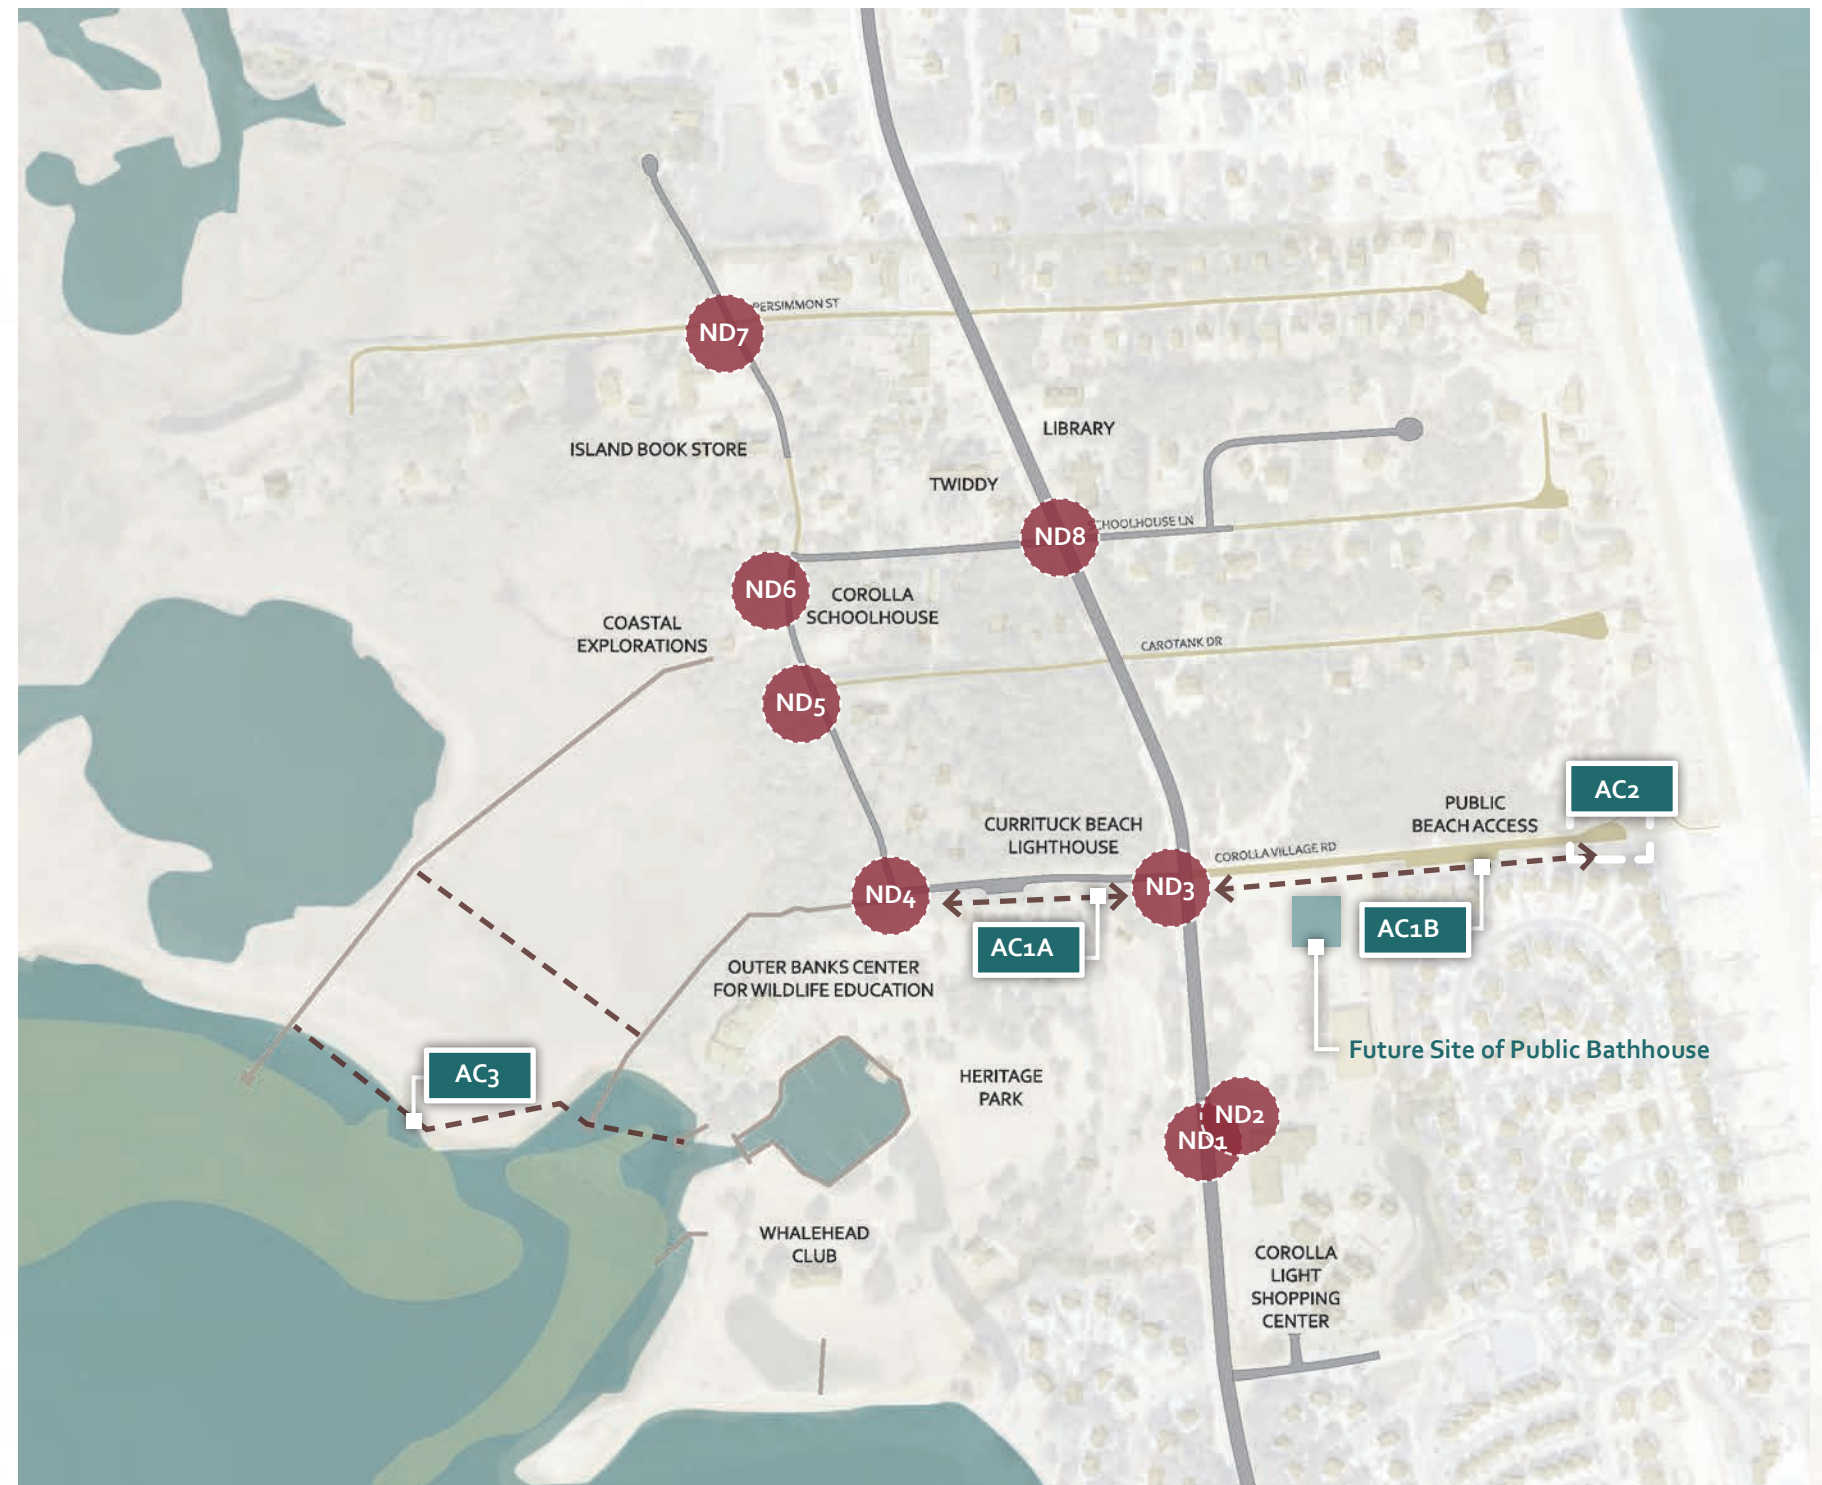 PERSIMMON ST
ND7
LIBRARY
ISLAND BOOK STORE
TWIDDY
SCHOOLHOUSE LN
ND8
ND6
COROLLA
SCHOOLHOUSE
COASTAL
EXPLORATIONS
CAROTANK DR
ND5
AC2
PUBLIC
BEACH ACCESS
CURRITUCK BEACH
LIGHTHOUSE
COROLLA VILLAGE RD
ND4
ND3
AC1A
AC1B
OUTER BANKS CENTER
FOR WILDLIFE EDUCATION
Future Site of Public Bathhouse
AC3
HERITAGE
PARK
ND2
ND1
WHALEHEAD
CLUB
COROLLA
LIGHT
SHOPPING
CENTER